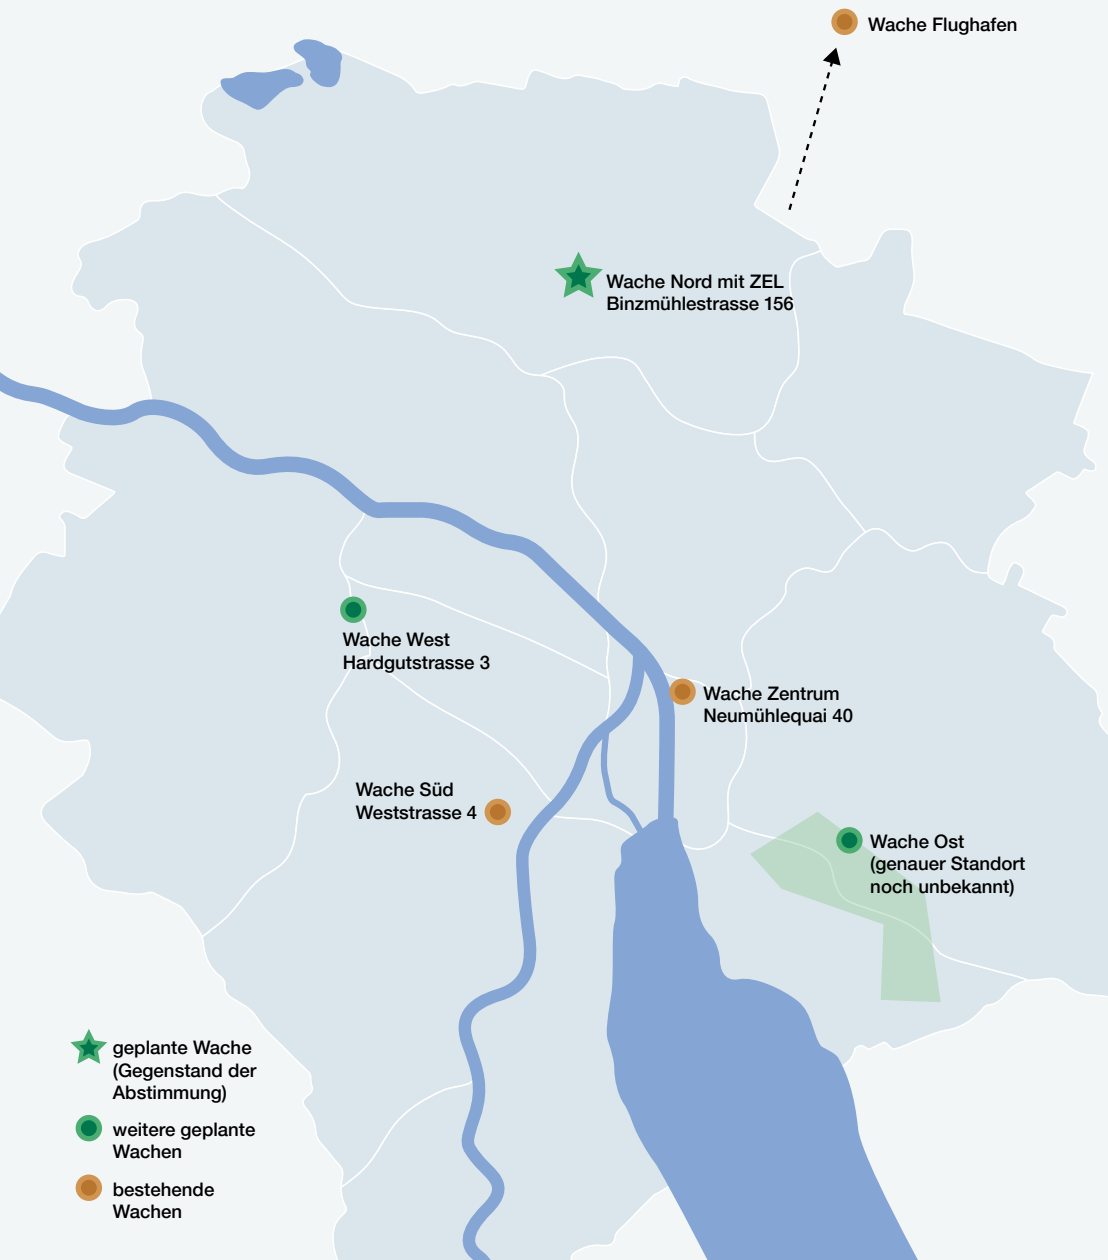 Wache Flughafen
Wache Nord mit ZEL
Binzmühlestrasse 156
Wache West
Hardgutstrasse 3
Wache Zentrum
Neumühlequai 40
Wache Süd
Weststrasse 4
Wache Ost
(genauer Standort
noch unbekannt)
geplante Wache
(Gegenstand der
Abstimmung)
weitere geplante
Wachen
bestehende
Wachen